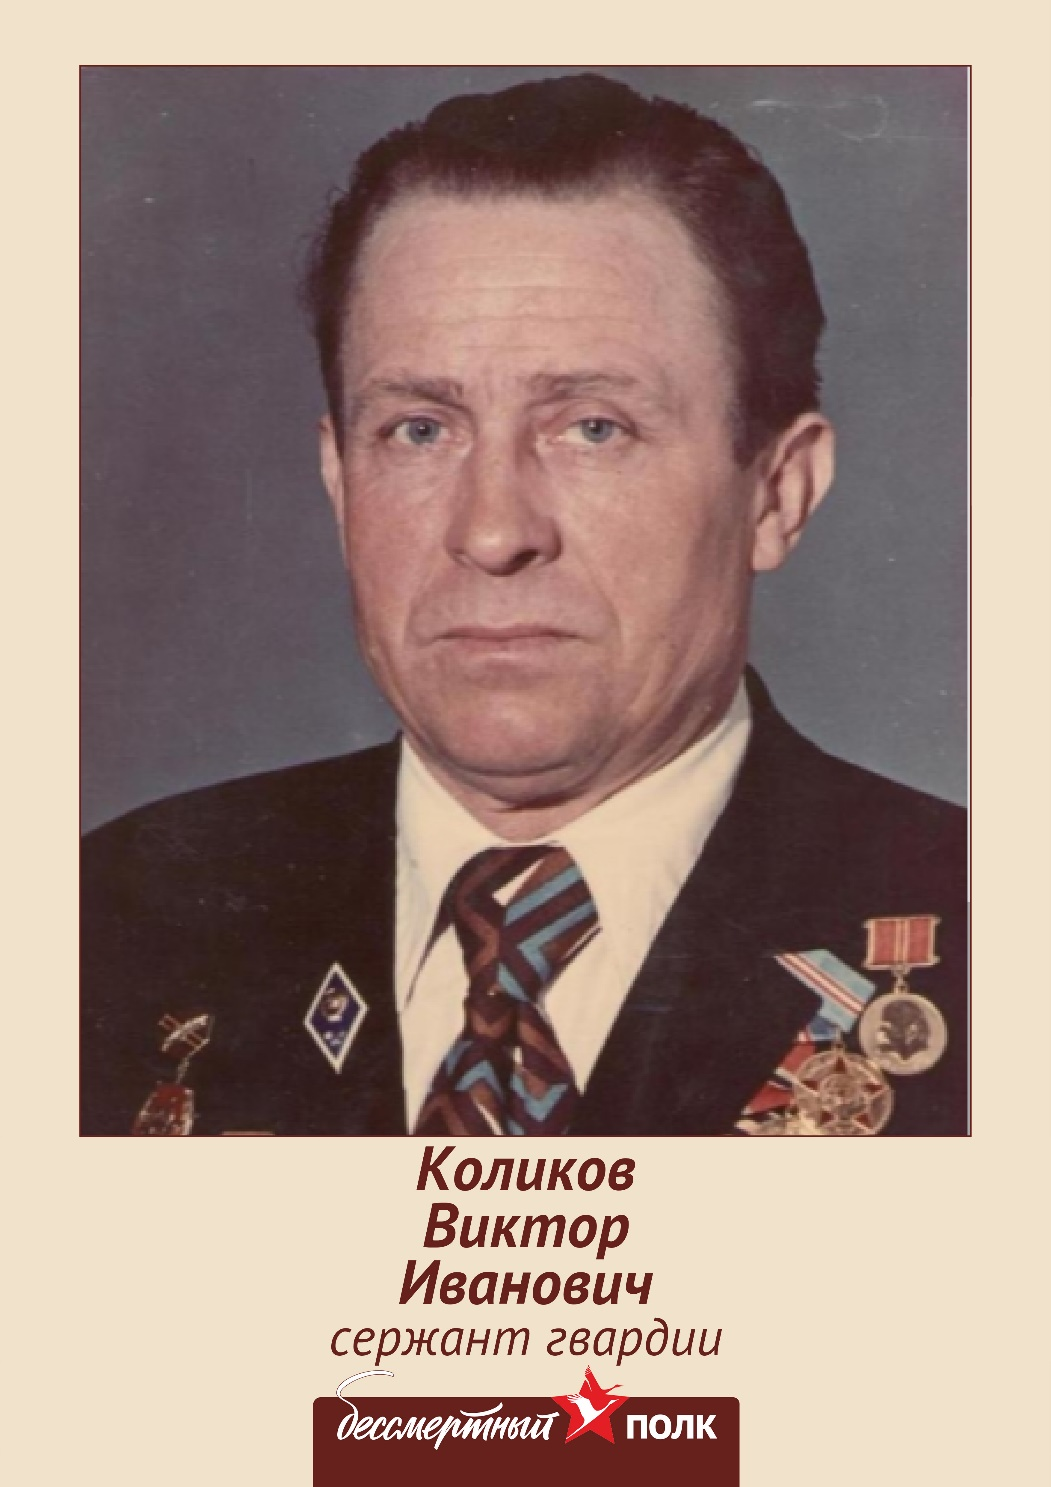 Коликов
Виктор
Иванович
сержант гвардии
бессмертный ПОЛК